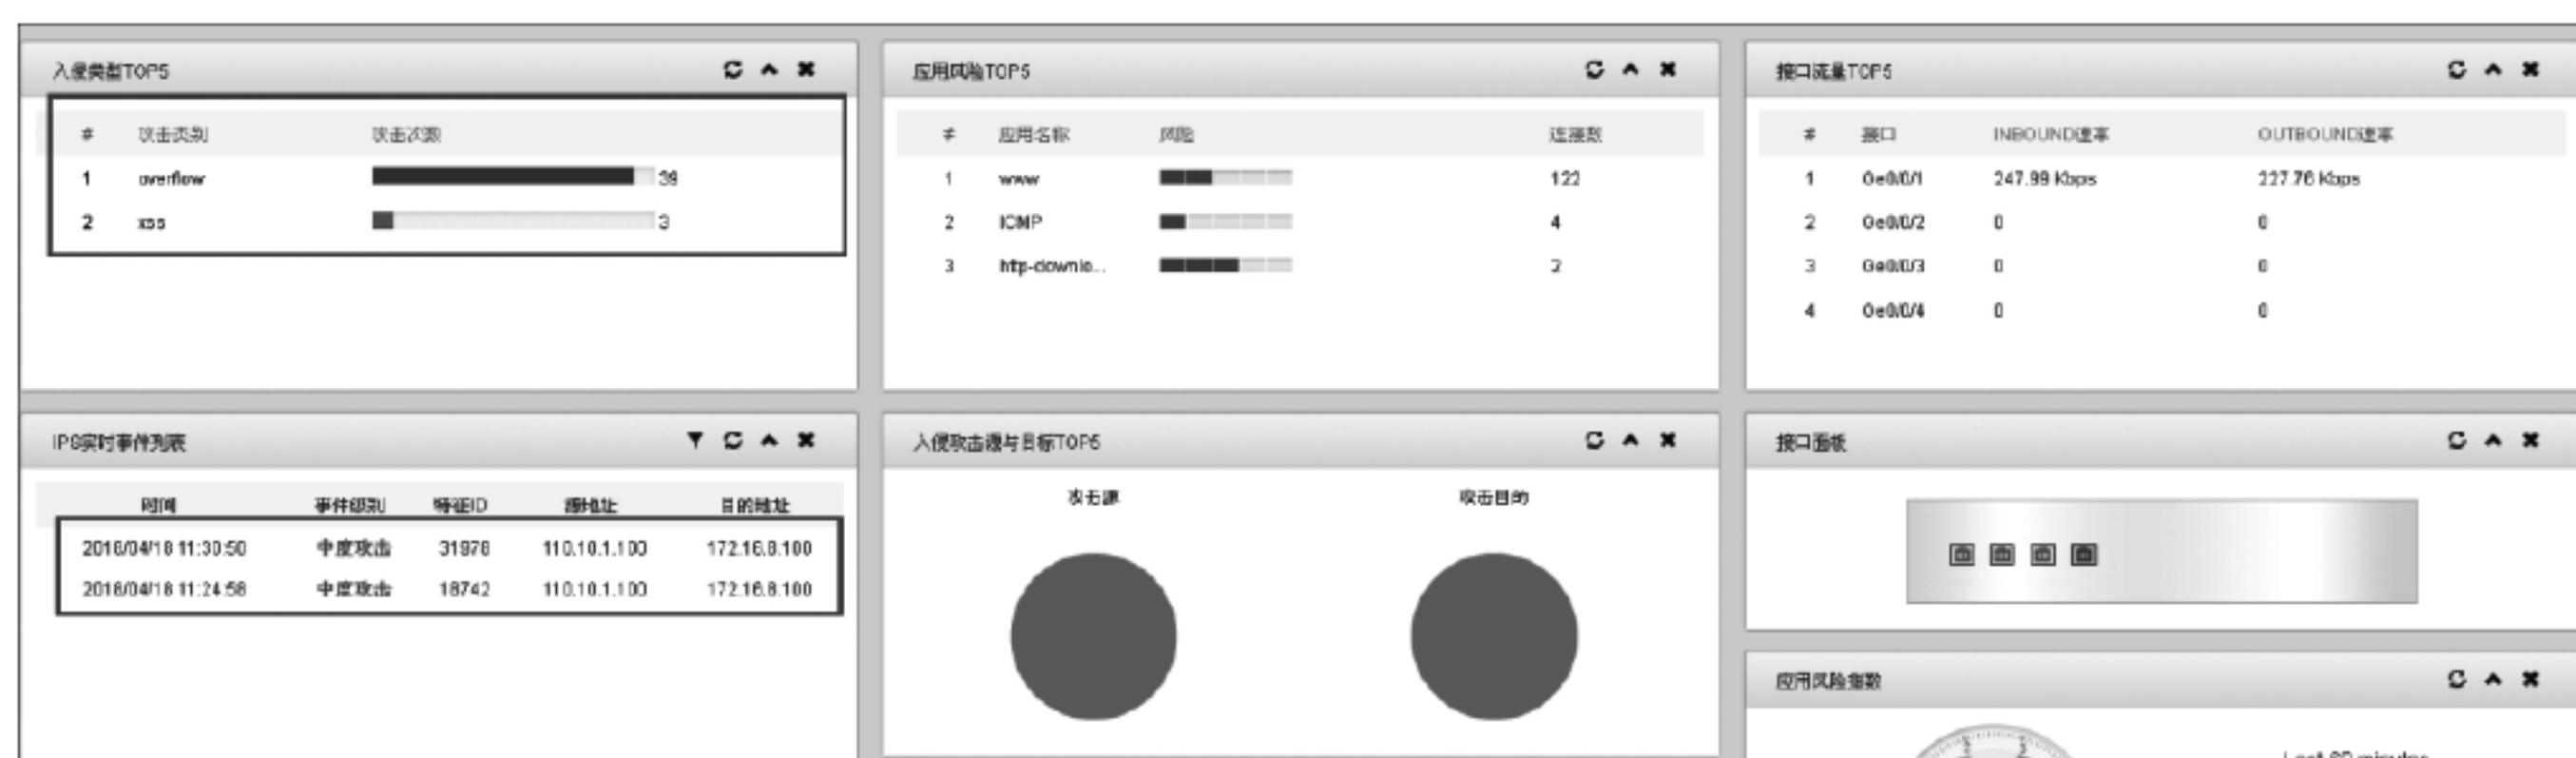 入侵类型TOP5
# 攻击类别 攻击次数
1 overflow 39
2 xss 3
应用风险TOP5
# 应用名称 风险 连接数
1 www 122
2 ICMP 4
3 http-downlo... 2
接口流量TOP5
# 接口 INBOUND速率 OUTBOUND速率
1 Ge0/0/1 247.99 Kbps 227.76 Kbps
2 Ge0/0/2 0 0
3 Ge0/0/3 0 0
4 Ge0/0/4 0 0
IPS实时事件列表
时间 事件级别 特征ID 源地址 目的地址
2018/04/18 11:30:50 中度攻击 31978 110.10.1.100 172.16.8.100
2018/04/18 11:24:58 中度攻击 18742 110.10.1.100 172.16.8.100
入侵攻击源与目标TOP5
攻击源 攻击目的
接口面板
应用风险指数